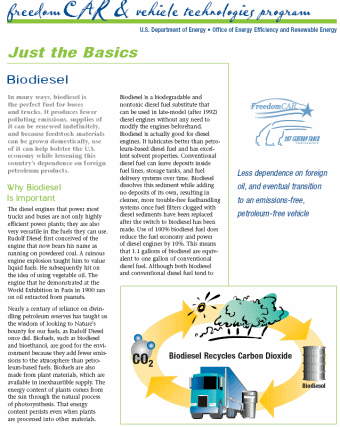 freedomCAR & vehicle technologies program
U.S. Department of Energy • Office of Energy Efficiency and Renewable Energy
Just the Basics
Biodiesel
In many ways, biodiesel is
the perfect fuel for buses
and trucks. It produces fewer
polluting emissions, supplies of
it can be renewed indefinitely,
and because feedstock materials
can be grown domestically, use
of it can help bolster the U.S.
economy while lessening this
country's dependence on foreign
petroleum products.
Why Biodiesel
Is Important
The diesel engines that power most
trucks and buses are not only highly
efficient power plants; they are also
very versatile in the fuels they can use.
Rudolf Diesel first conceived of the
engine that now bears his name as
running on powdered coal. A ruinous
engine explosion taught him to value
liquid fuels. He subsequently hit on
the idea of using vegetable oil. The
engine that he demonstrated at the
World Exhibition in Paris in 1900 ran
on oil extracted from peanuts.
Nearly a century of reliance on dwin-
dling petroleum reserves has taught us
the wisdom of looking to Nature's
bounty for our fuels, as Rudolf Diesel
once did. Biofuels, such as biodiesel
and bioethanol, are good for the envi-
ronment because they add fewer emis-
sions to the atmosphere than petro-
leum-based fuels. Biofuels are also
made from plant materials, which are
available in inexhaustible supply. The
energy content of plants comes from
the sun through the natural process
of photosynthesis. That energy
content persists even when plants
are processed into other materials.
Biodiesel is a biodegradable and
nontoxic diesel fuel substitute that
can be used in late-model (after 1992)
diesel engines without any need to
modify the engines beforehand.
Biodiesel is actually good for diesel
engines. It lubricates better than petro-
leum-based diesel fuel and has excel-
lent solvent properties. Conventional
diesel fuel can leave deposits inside
fuel lines, storage tanks, and fuel
delivery systems over time. Biodiesel
dissolves this sediment while adding
no deposits of its own, resulting in
cleaner, more trouble-free fuelhandling
systems once fuel filters clogged with
diesel sediments have been replaced
after the switch to biodiesel has been
made. Use of 100% biodiesel fuel does
reduce the fuel economy and power
of diesel engines by 10%. This means
that 1.1 gallons of biodiesel are equiv-
alent to one gallon of conventional
diesel fuel. Although both biodiesel
and conventional diesel fuel tend to
FreedomCAR
21ST CENTURY TRUCK
Less dependence on foreign
oil, and eventual transition
to an emissions-free,
petroleum-free vehicle
CO2
Biodiesel Recycles Carbon Dioxide
Biodiesel